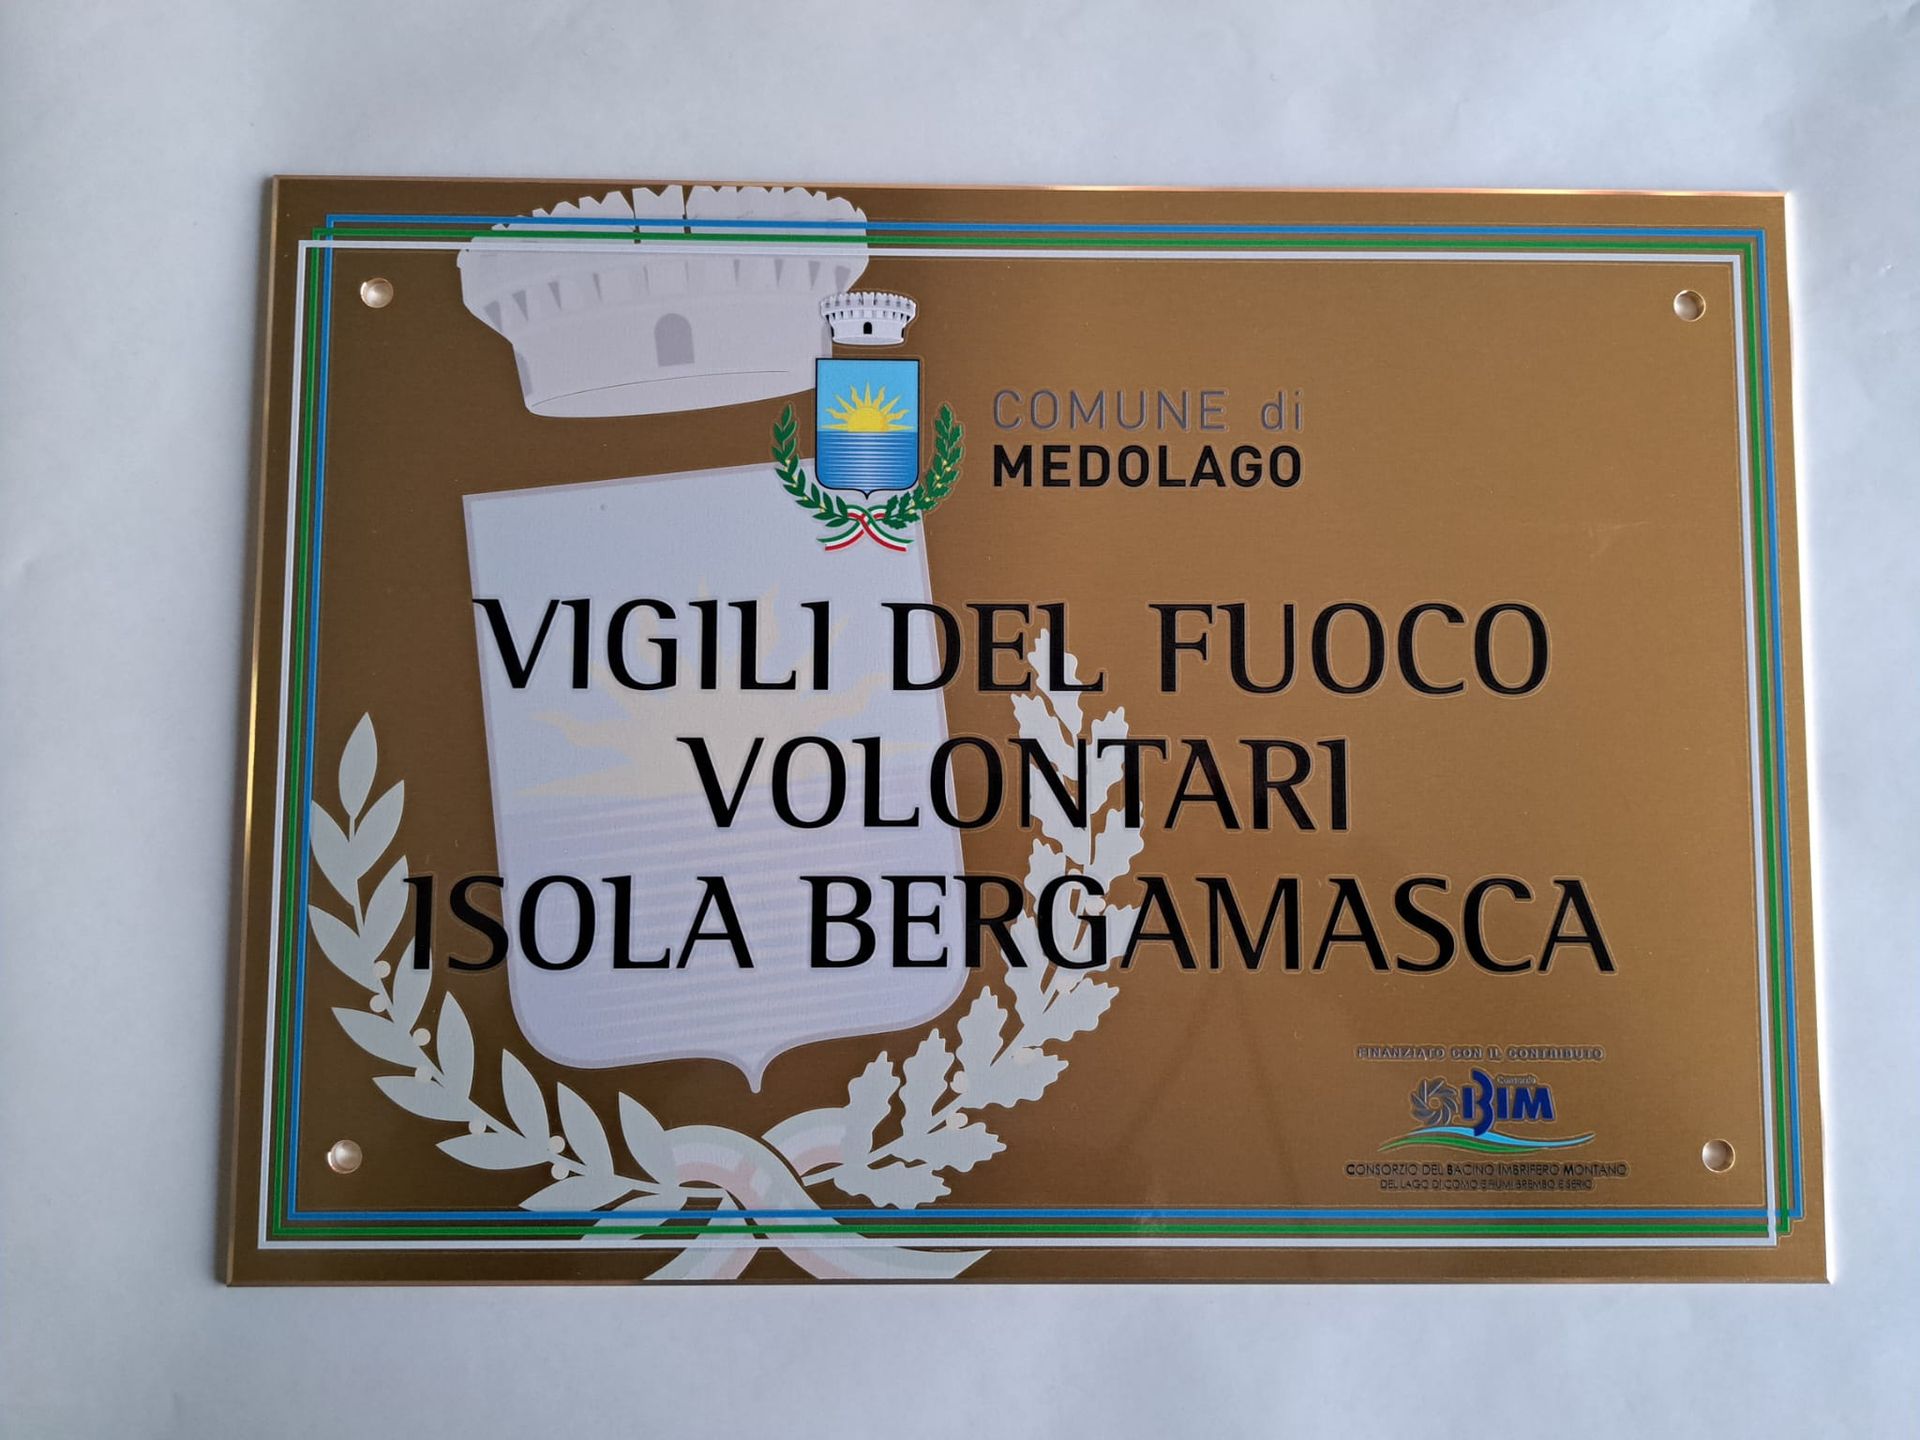 COMUNE di
MEDOLAGO
VIGILI DEL FUOCO
VOLONTARI
ISOLA BERGAMASCA
FINANZIATO CON IL CONTRIBUTO
Consorzio
BIM
CONSORZIO DEL BACINO IMBRIFERO MONTANO
DEL LAGO DI COMO E FIUMI BREMBO E SERIO